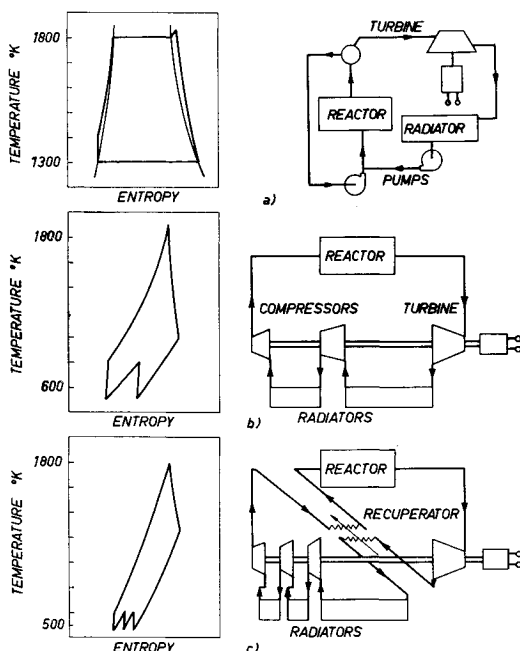 TEMPERATURE °K
1800
1300
ENTROPY
TURBINE
REACTOR
RADIATOR
PUMPS
a)
TEMPERATURE °K
1800
600
ENTROPY
REACTOR
COMPRESSORS
TURBINE
RADIATORS
b)
TEMPERATURE °K
1800
500
ENTROPY
REACTOR
RECUPERATOR
RADIATORS
c)